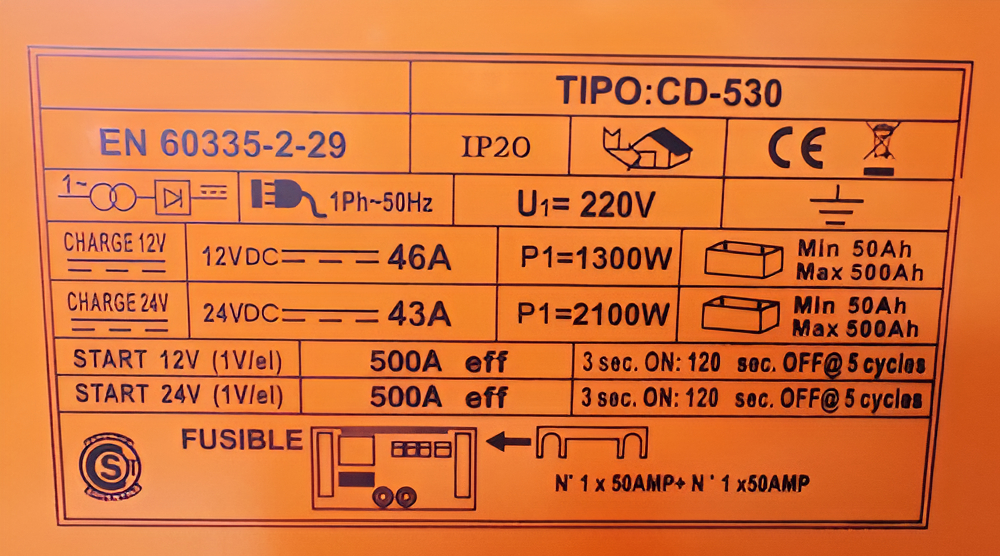 TIPO:CD-530
EN 60335-2-29 IP20 CE
1~ 1Ph~50Hz U1= 220V
CHARGE 12V 12VDC 46A P1=1300W Min 50Ah
Max 500Ah
CHARGE 24V 24VDC 43A P1=2100W Min 50Ah
Max 500Ah
START 12V (1V/el) 500A eff 3 sec. ON: 120 sec. OFF@ 5 cycles
START 24V (1V/el) 500A eff 3 sec. ON: 120 sec. OFF@ 5 cycles
FUSIBLE
N° 1 x 50AMP+ N ° 1 x50AMP